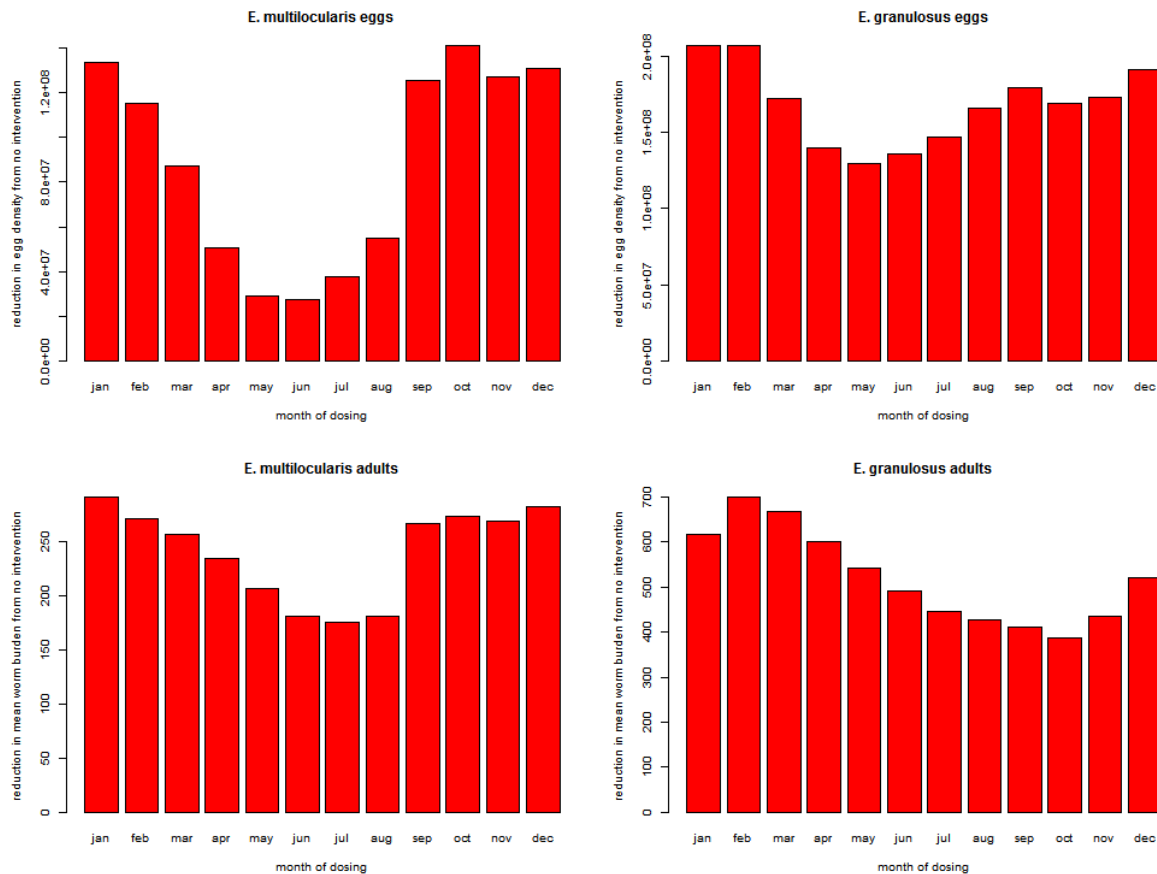 E. multilocularis eggs
reduction in egg density from no intervention
1.2e+08
8.0e+07
4.0e+07
0.0e+00
jan feb mar apr may jun jul aug sep oct nov dec
month of dosing
E. granulosus eggs
reduction in egg density from no intervention
2.0e+08
1.5e+08
1.0e+08
5.0e+07
0.0e+00
jan feb mar apr may jun jul aug sep oct nov dec
month of dosing
E. multilocularis adults
reduction in mean worm burden from no intervention
250
200
150
100
50
0
jan feb mar apr may jun jul aug sep oct nov dec
month of dosing
E. granulosus adults
reduction in mean worm burden from no intervention
700
600
500
400
300
200
100
0
jan feb mar apr may jun jul aug sep oct nov dec
month of dosing